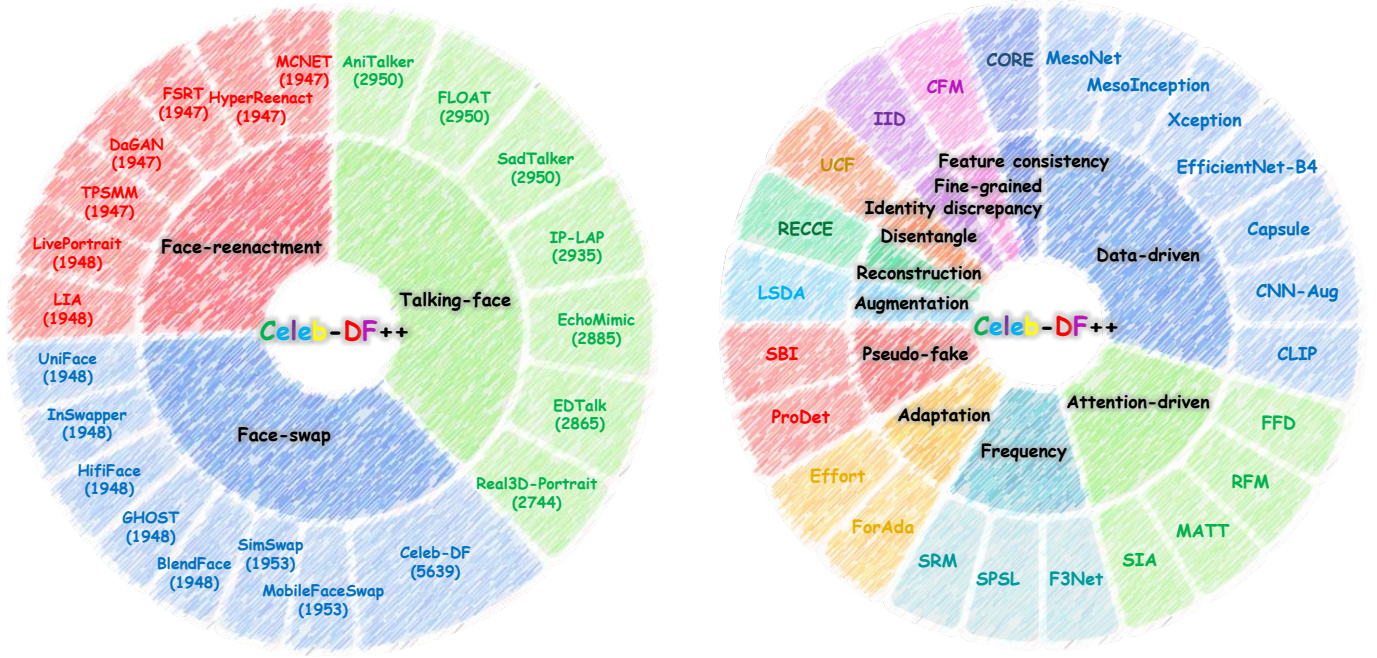 MCNET
(1947)
AniTalker
(2950)
FSRT
(1947)
HyperReenact
(1947)
FLOAT
(2950)
DaGAN
(1947)
SadTalker
(2950)
TPSMM
(1947)
LivePortrait
(1948)
Face-reenactment
IP-LAP
(2935)
LIA
(1948)
Talking-face
EchoMimic
(2885)
Celeb-DF++
UniFace
(1948)
InSwapper
(1948)
Face-swap
EDTalk
(2865)
HifiFace
(1948)
Real3D-Portrait
(2744)
GHOST
(1948)
SimSwap
(1953)
BlendFace
(1948)
Celeb-DF
(5639)
MobileFaceSwap
(1953)
CORE
MesoNet
CFM
MesoInception
IID
Xception
UCF
Feature consistency
EfficientNet-B4
Fine-grained
Identity discrepancy
RECCE
Disentangle
Capsule
Data-driven
Reconstruction
LSDA
Augmentation
CNN-Aug
Celeb-DF++
SBI
Pseudo-fake
CLIP
ProDet
Adaptation
Attention-driven
FFD
Frequency
Effort
RFM
ForAda
MATT
SRM
SPSL
F3Net
SIA